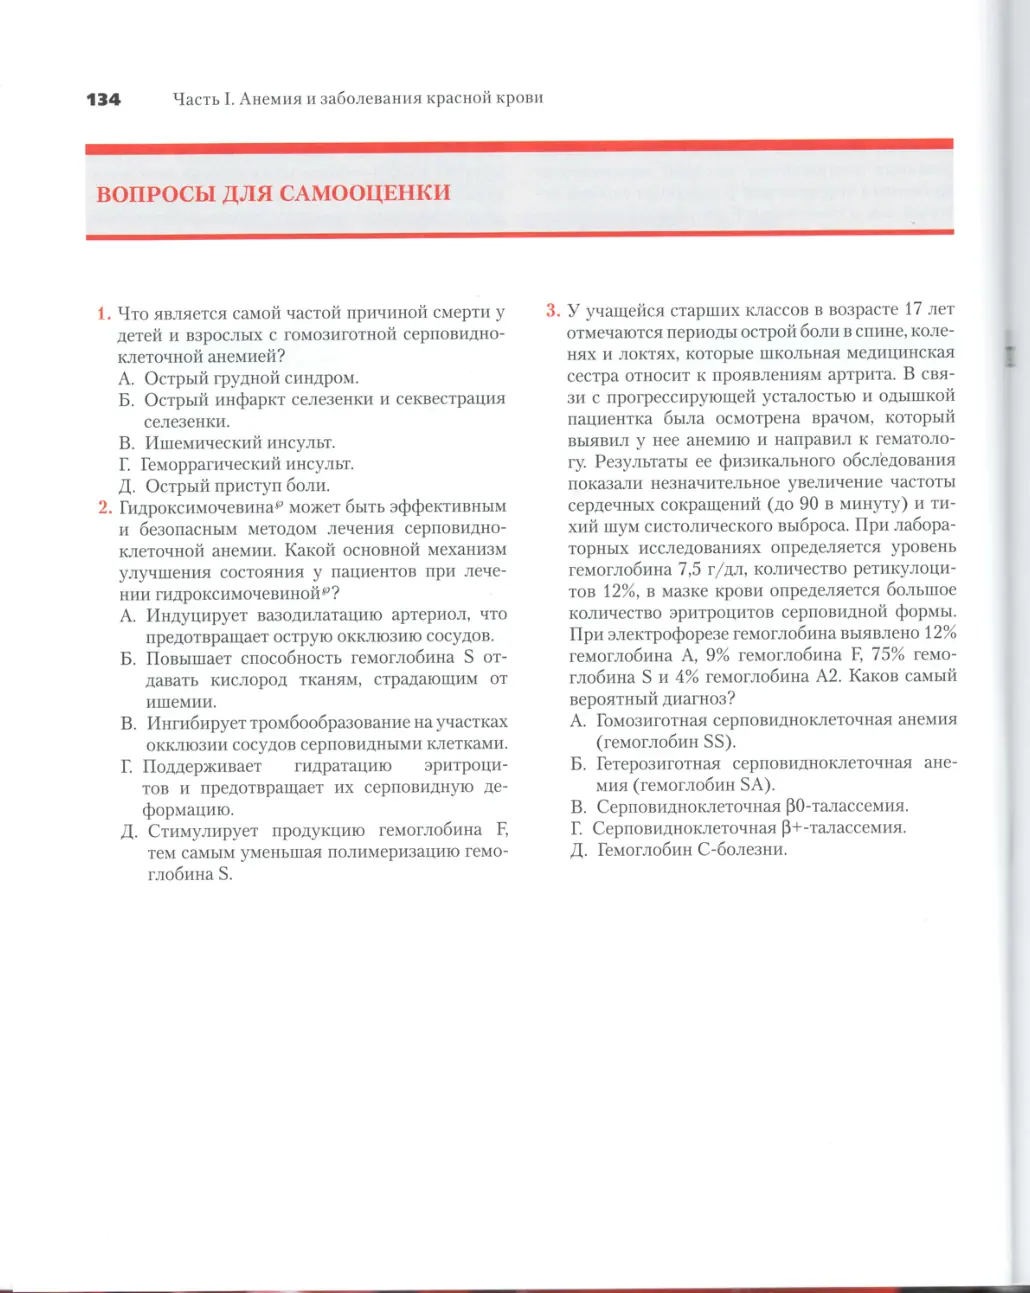 134 Часть I. Анемия и заболевания красной крови
ВОПРОСЫ ДЛЯ САМООЦЕНКИ
1. Что является самой частой причиной смерти у
детей и взрослых с гомозиготной серповидно-
клеточной анемией?
А. Острый грудной синдром.
Б. Острый инфаркт селезенки и секвестрация
селезенки.
В. Ишемический инсульт.
Г. Геморрагический инсульт.
Д. Острый приступ боли.
2. Гидроксимочевина℘ может быть эффективным
и безопасным методом лечения серповидно-
клеточной анемии. Какой основной механизм
улучшения состояния у пациентов при лече-
нии гидроксимочевиной℘?
А. Индуцирует вазодилатацию артериол, что
предотвращает острую окклюзию сосудов.
Б. Повышает способность гемоглобина S от-
давать кислород тканям, страдающим от
ишемии.
В. Ингибирует тромбообразование на участках
окклюзии сосудов серповидными клетками.
Г. Поддерживает гидратацию эритроци-
тов и предотвращает их серповидную де-
формацию.
Д. Стимулирует продукцию гемоглобина F,
тем самым уменьшая полимеризацию гемо-
глобина S.
3. У учащейся старших классов в возрасте 17 лет
отмечаются периоды острой боли в спине, коле-
нях и локтях, которые школьная медицинская
сестра относит к проявлениям артрита. В свя-
зи с прогрессирующей усталостью и одышкой
пациентка была осмотрена врачом, который
выявил у нее анемию и направил к гематоло-
гу. Результаты ее физикального обследования
показали незначительное увеличение частоты
сердечных сокращений (до 90 в минуту) и ти-
хий шум систолического выброса. При лабора-
торных исследованиях определяется уровень
гемоглобина 7,5 г/дл, количество ретикулоци-
тов 12%, в мазке крови определяется большое
количество эритроцитов серповидной формы.
При электрофорезе гемоглобина выявлено 12%
гемоглобина А, 9% гемоглобина F, 75% гемо-
глобина S и 4% гемоглобина А2. Каков самый
вероятный диагноз?
А. Гомозиготная серповидноклеточная анемия
(гемоглобин SS).
Б. Гетерозиготная серповидноклеточная ане-
мия (гемоглобин SA).
В. Серповидноклеточная β0-талассемия.
Г. Серповидноклеточная β+-талассемия.
Д. Гемоглобин С-болезни.